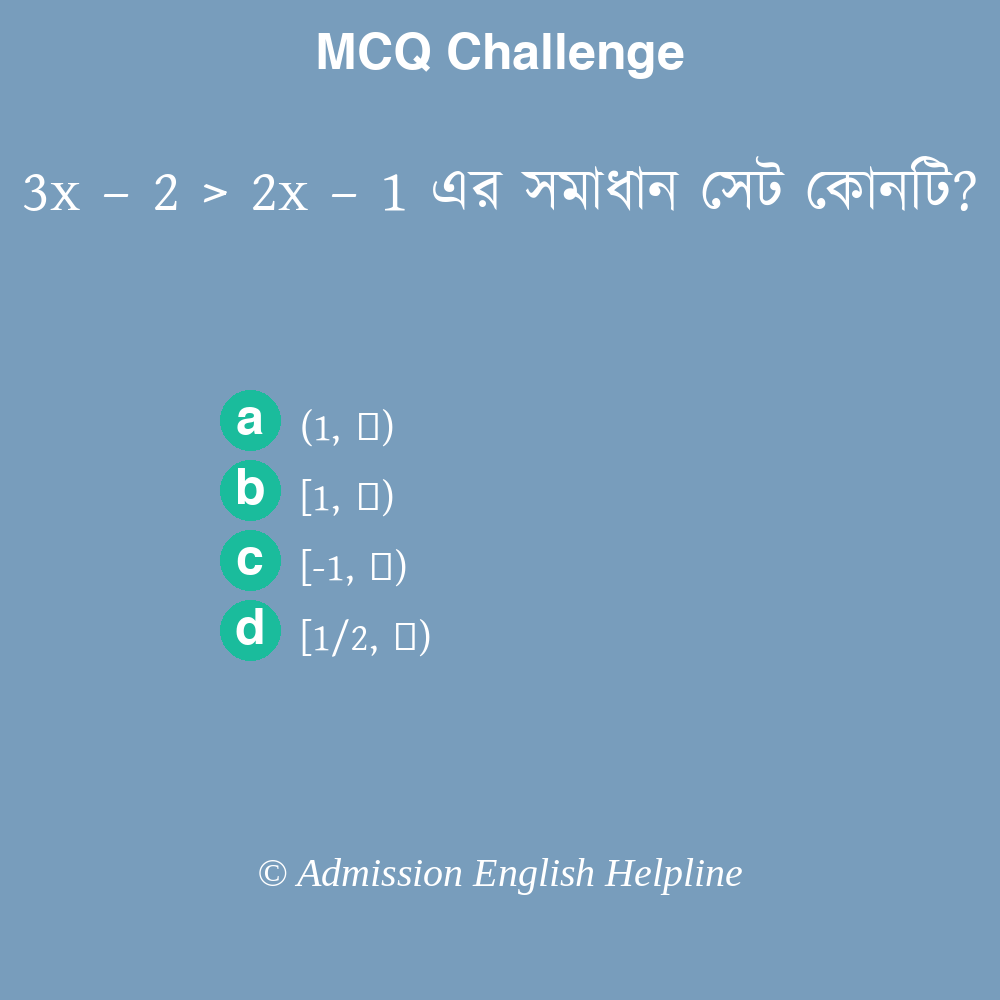 MCQ Challenge
3x – 2 > 2x – 1 এর সমাধান সেট কোনটি?
a (1, □)
b [1, □)
c [-1, □)
d [1/2, □)
© Admission English Helpline